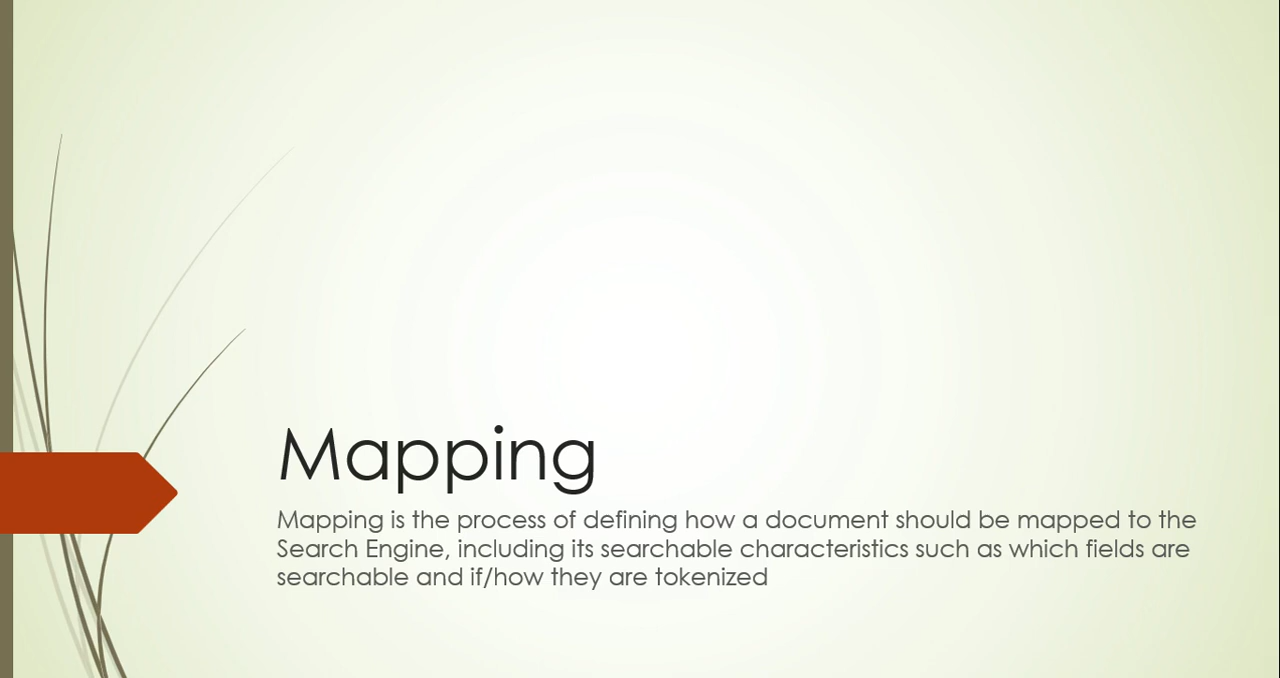 Mapping
Mapping is the process of defining how a document should be mapped to the
Search Engine, including its searchable characteristics such as which fields are
searchable and if/how they are tokenized